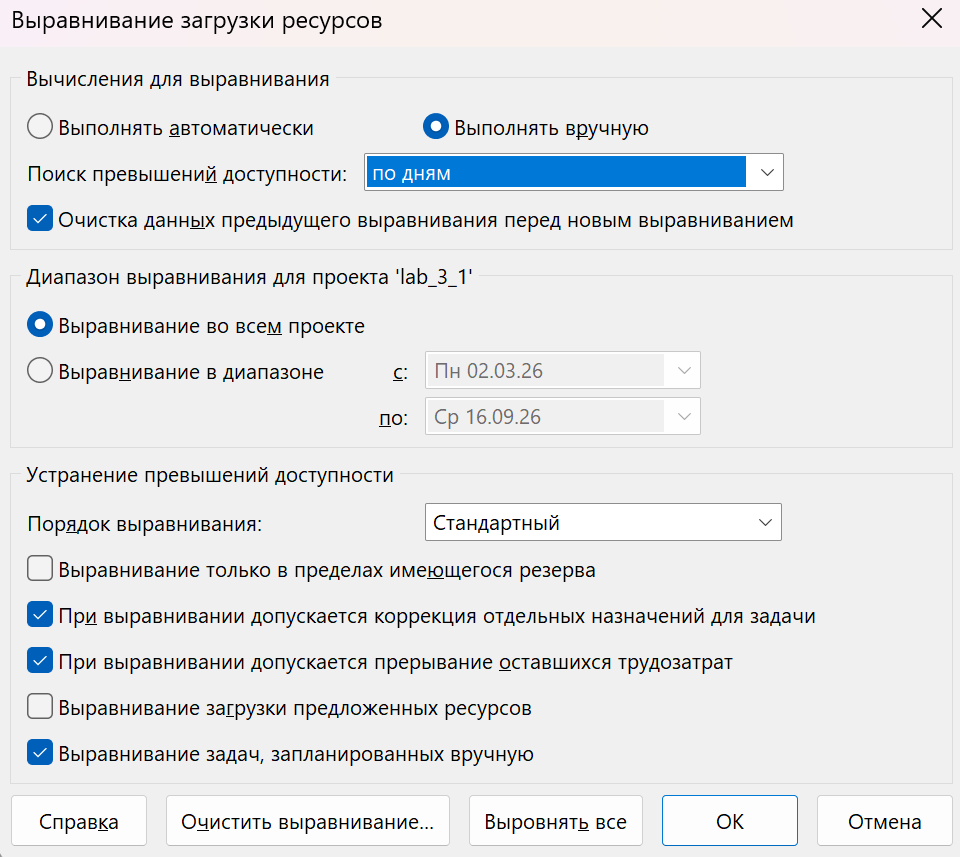 Выравнивание загрузки ресурсов
Вычисления для выравнивания
Выполнять автоматически Выполнять вручную
Поиск превышений доступности: по дням
Очистка данных предыдущего выравнивания перед новым выравниванием
Диапазон выравнивания для проекта 'lab_3_1'
Выравнивание во всем проекте
Выравнивание в диапазоне с: Пн 02.03.26
по: Ср 16.09.26
Устранение превышений доступности
Порядок выравнивания: Стандартный
Выравнивание только в пределах имеющегося резерва
При выравнивании допускается коррекция отдельных назначений для задачи
При выравнивании допускается прерывание оставшихся трудозатрат
Выравнивание загрузки предложенных ресурсов
Выравнивание задач, запланированных вручную
Справка Очистить выравнивание... Выровнять все ОК Отмена